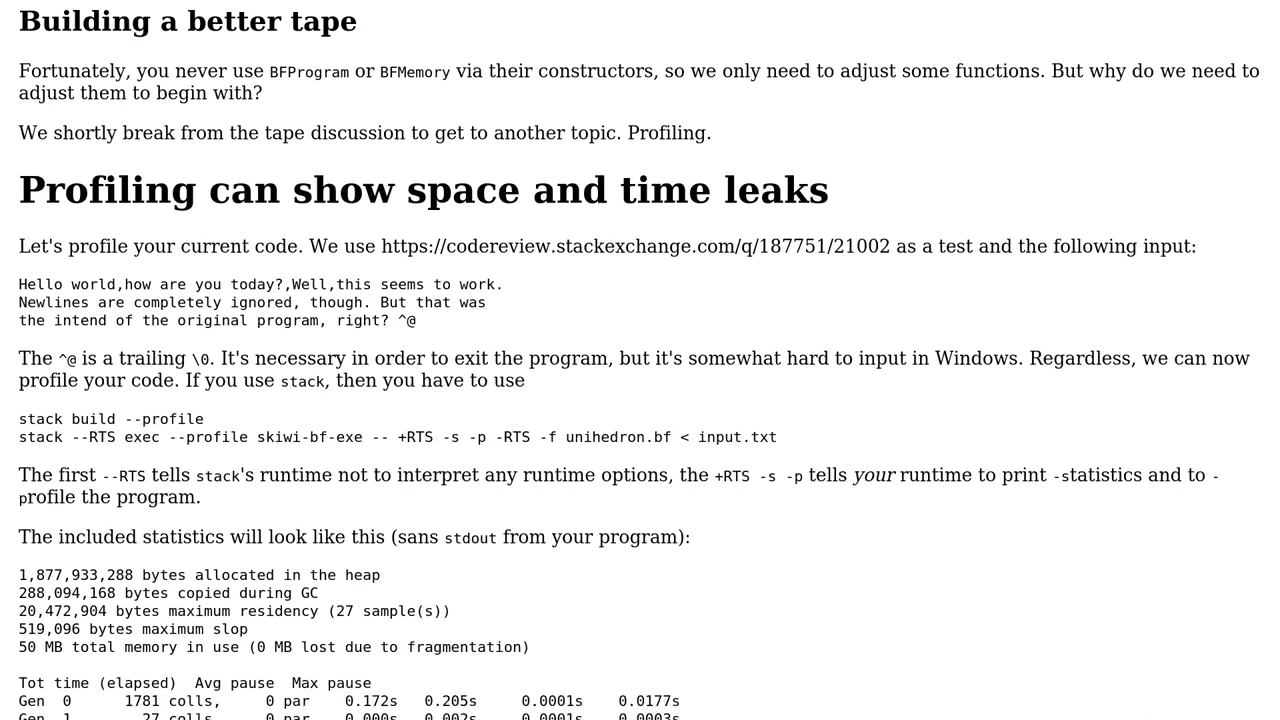 Building a better tape
Fortunately, you never use BFProgram or BFMemory via their constructors, so we only need to adjust some functions. But why do we need to
adjust them to begin with?
We shortly break from the tape discussion to get to another topic. Profiling.
Profiling can show space and time leaks
Let's profile your current code. We use https://codereview.stackexchange.com/q/187751/21002 as a test and the following input:
Hello world,how are you today?,Well,this seems to work.
Newlines are completely ignored, though. But that was
the intend of the original program, right? ^@
The ^@ is a trailing \0. It's necessary in order to exit the program, but it's somewhat hard to input in Windows. Regardless, we can now
profile your code. If you use stack, then you have to use
stack build --profile
stack --RTS exec --profile skiwi-bf-exe -- +RTS -s -p -RTS -f unihedron.bf < input.txt
The first --RTS tells stack's runtime not to interpret any runtime options, the +RTS -s -p tells your runtime to print -statistics and to -
profile the program.
The included statistics will look like this (sans stdout from your program):
1,877,933,288 bytes allocated in the heap
288,094,168 bytes copied during GC
20,472,904 bytes maximum residency (27 sample(s))
519,096 bytes maximum slop
50 MB total memory in use (0 MB lost due to fragmentation)
Tot time (elapsed)  Avg pause  Max pause
Gen  0      1781 colls,     0 par    0.172s   0.205s     0.0001s    0.0177s
Gen  1        27 colls,     0 par    0.000s   0.002s     0.0001s    0.0003s